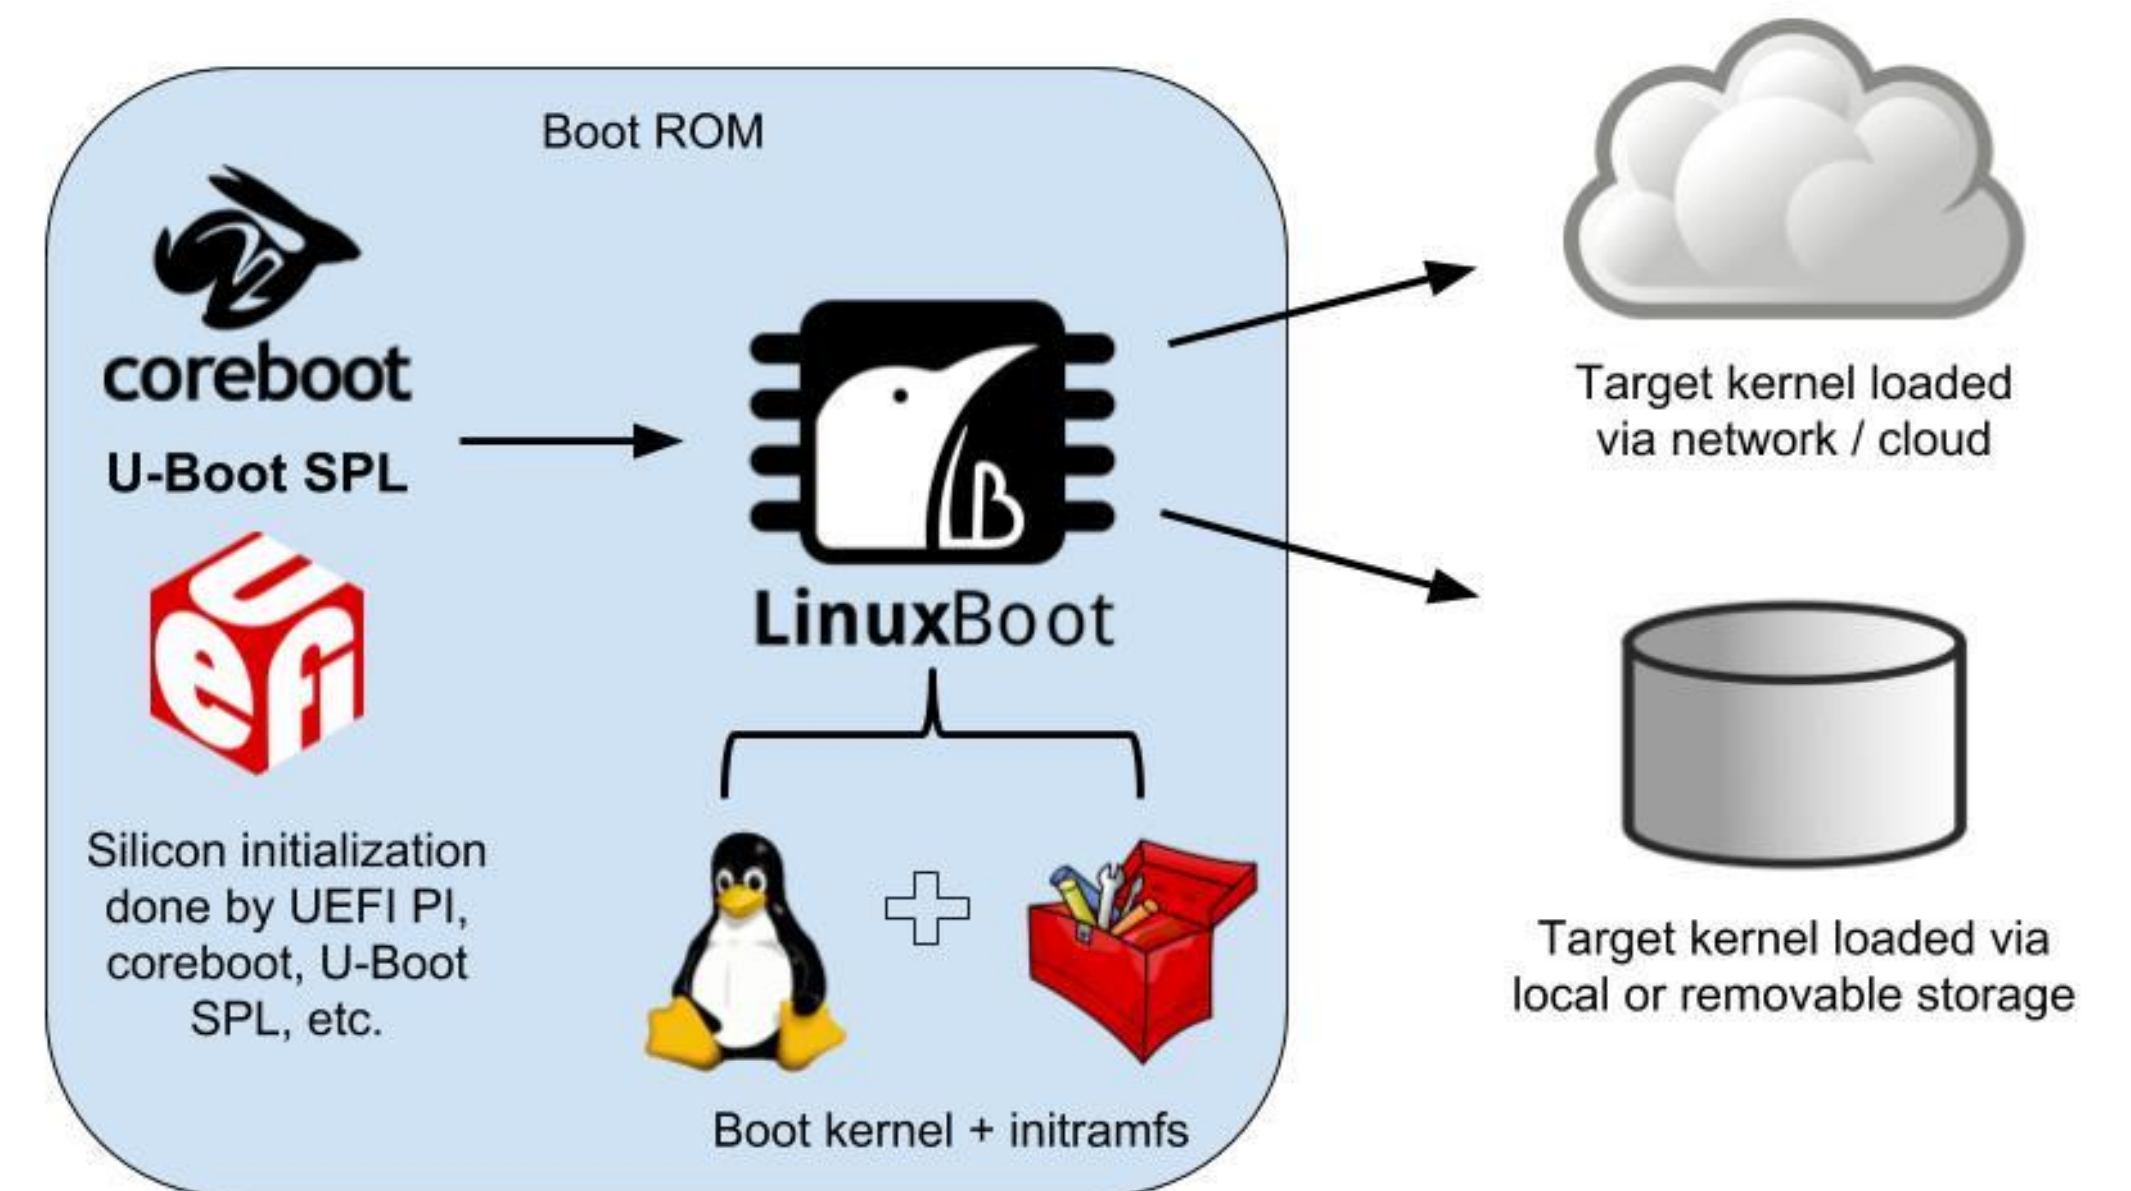 Boot ROM
coreboot
U-Boot SPL
uefi
Silicon initialization
done by UEFI PI,
coreboot, U-Boot
SPL, etc.
B
LinuxBoot
Boot kernel + initramfs
Target kernel loaded
via network / cloud
Target kernel loaded via
local or removable storage